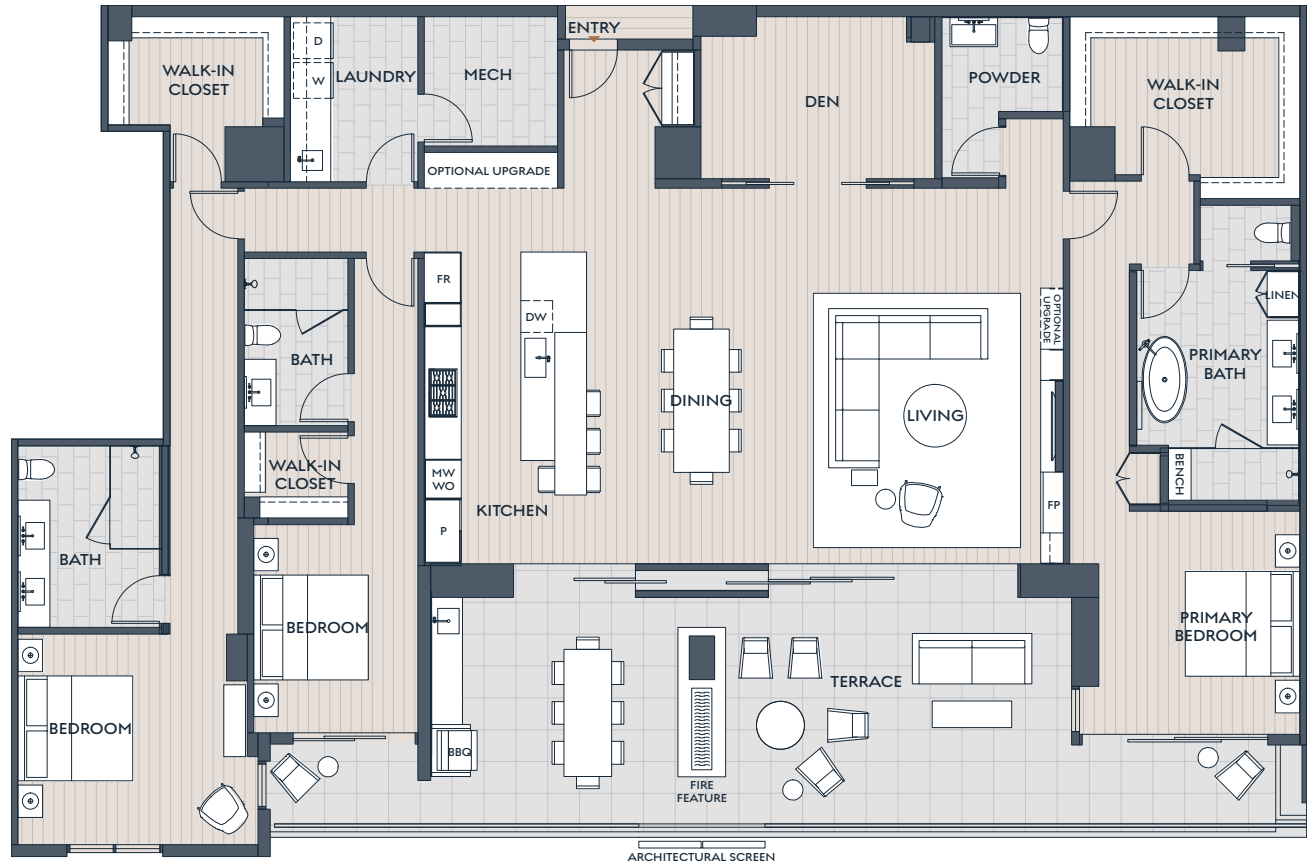 ENTRY
WALK-IN
CLOSET
D
W
LAUNDRY
MECH
DEN
POWDER
WALK-IN
CLOSET
OPTIONAL UPGRADE
FR
DW
OPTIONAL
UPGRADE
LINEN
BATH
DINING
LIVING
PRIMARY
BATH
WALK-IN
CLOSET
MW
WO
BENCH
P
KITCHEN
FP
BATH
BEDROOM
PRIMARY
BEDROOM
TERRACE
BEDROOM
BBQ
FIRE
FEATURE
ARCHITECTURAL SCREEN